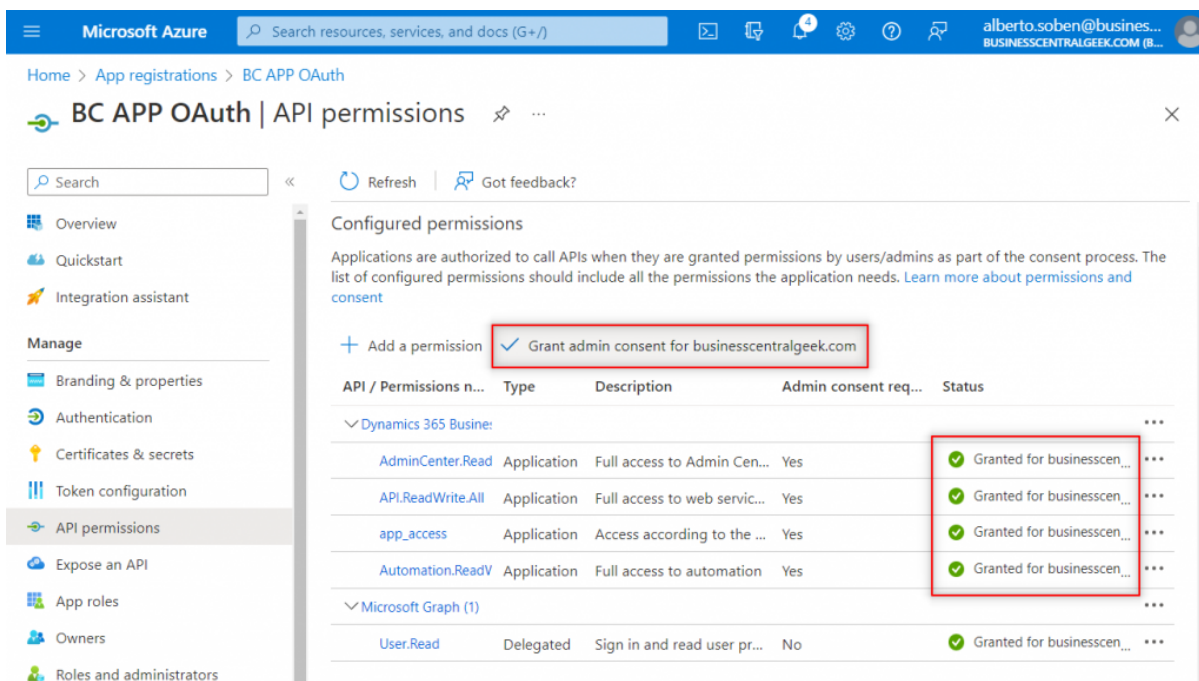 Microsoft Azure
Search resources, services, and docs (G+/)
4
alberto.soben@busines...
BUSINESSCENTRALGEEK.COM (B...
Home > App registrations > BC APP OAuth
BC APP OAuth | API permissions
Search
Refresh
Got feedback?
Overview
Quickstart
Integration assistant
Manage
Branding & properties
Authentication
Certificates & secrets
Token configuration
API permissions
Expose an API
App roles
Owners
Roles and administrators
Configured permissions
Applications are authorized to call APIs when they are granted permissions by users/admins as part of the consent process. The
list of configured permissions should include all the permissions the application needs. Learn more about permissions and
consent
Add a permission
Grant admin consent for businesscentralgeek.com
API / Permissions n... Type Description Admin consent req... Status
Dynamics 365 Busines
AdminCenter.Read Application Full access to Admin Cen... Yes Granted for businesscen...
API.ReadWrite.All Application Full access to web servic... Yes Granted for businesscen...
app_access Application Access according to the ... Yes Granted for businesscen...
Automation.ReadW Application Full access to automation Yes Granted for businesscen...
Microsoft Graph (1)
User.Read Delegated Sign in and read user pr... No Granted for businesscen...